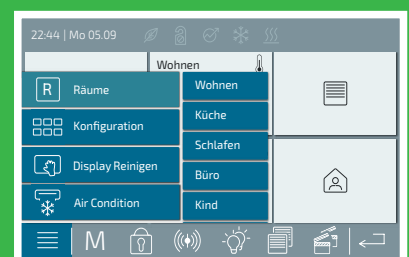 22:44 | Mo 05.09
Wohnen
R Räume
Konfiguration
Display Reinigen
Air Condition
Wohnen
Küche
Schlafen
Büro
Kind
M